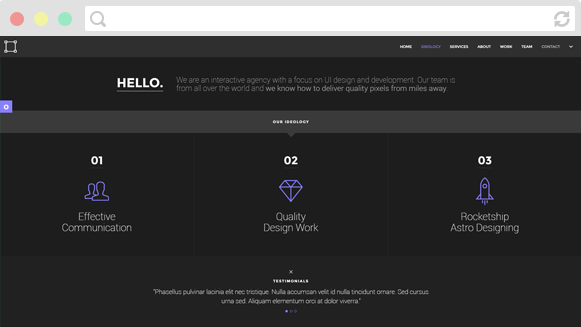 HOME IDEOLOGY SERVICES ABOUT WORK TEAM CONTACT
HELLO.
We are an interactive agency with a focus on UI design and development. Our team is
from all over the world and we know how to deliver quality pixels from miles away
OUR IDEOLOGY
01 02 03
Effective
Communication
Quality
Design Work
Rocketship
Astro Designing
TESTIMONIALS
"Phasellus pulvinar lacinia elit nec tristique. Nulla accumsan velit id nulla tincidunt ornare. Sed cursus
urna sed. Aliquam elementum orci at dolor viverra."